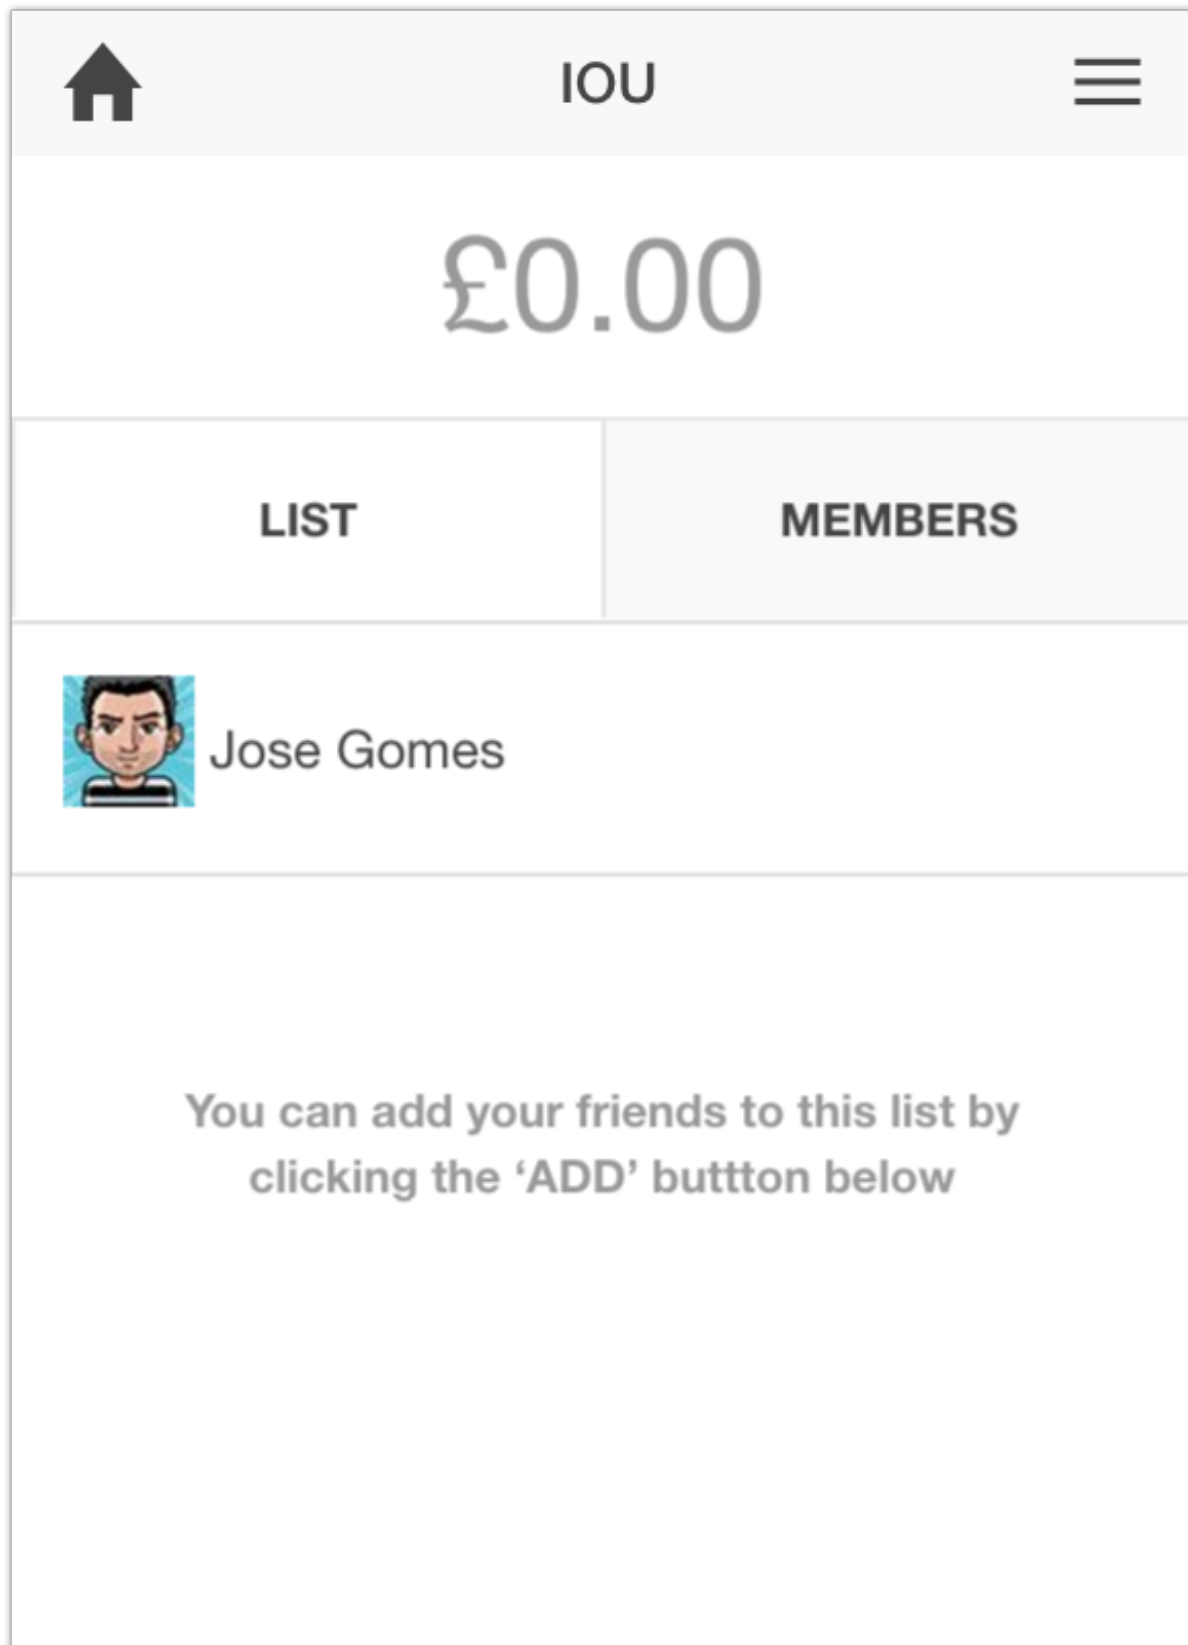 IOU
£0.00
LIST
MEMBERS
Jose Gomes
You can add your friends to this list by
clicking the ‘ADD’ buttton below